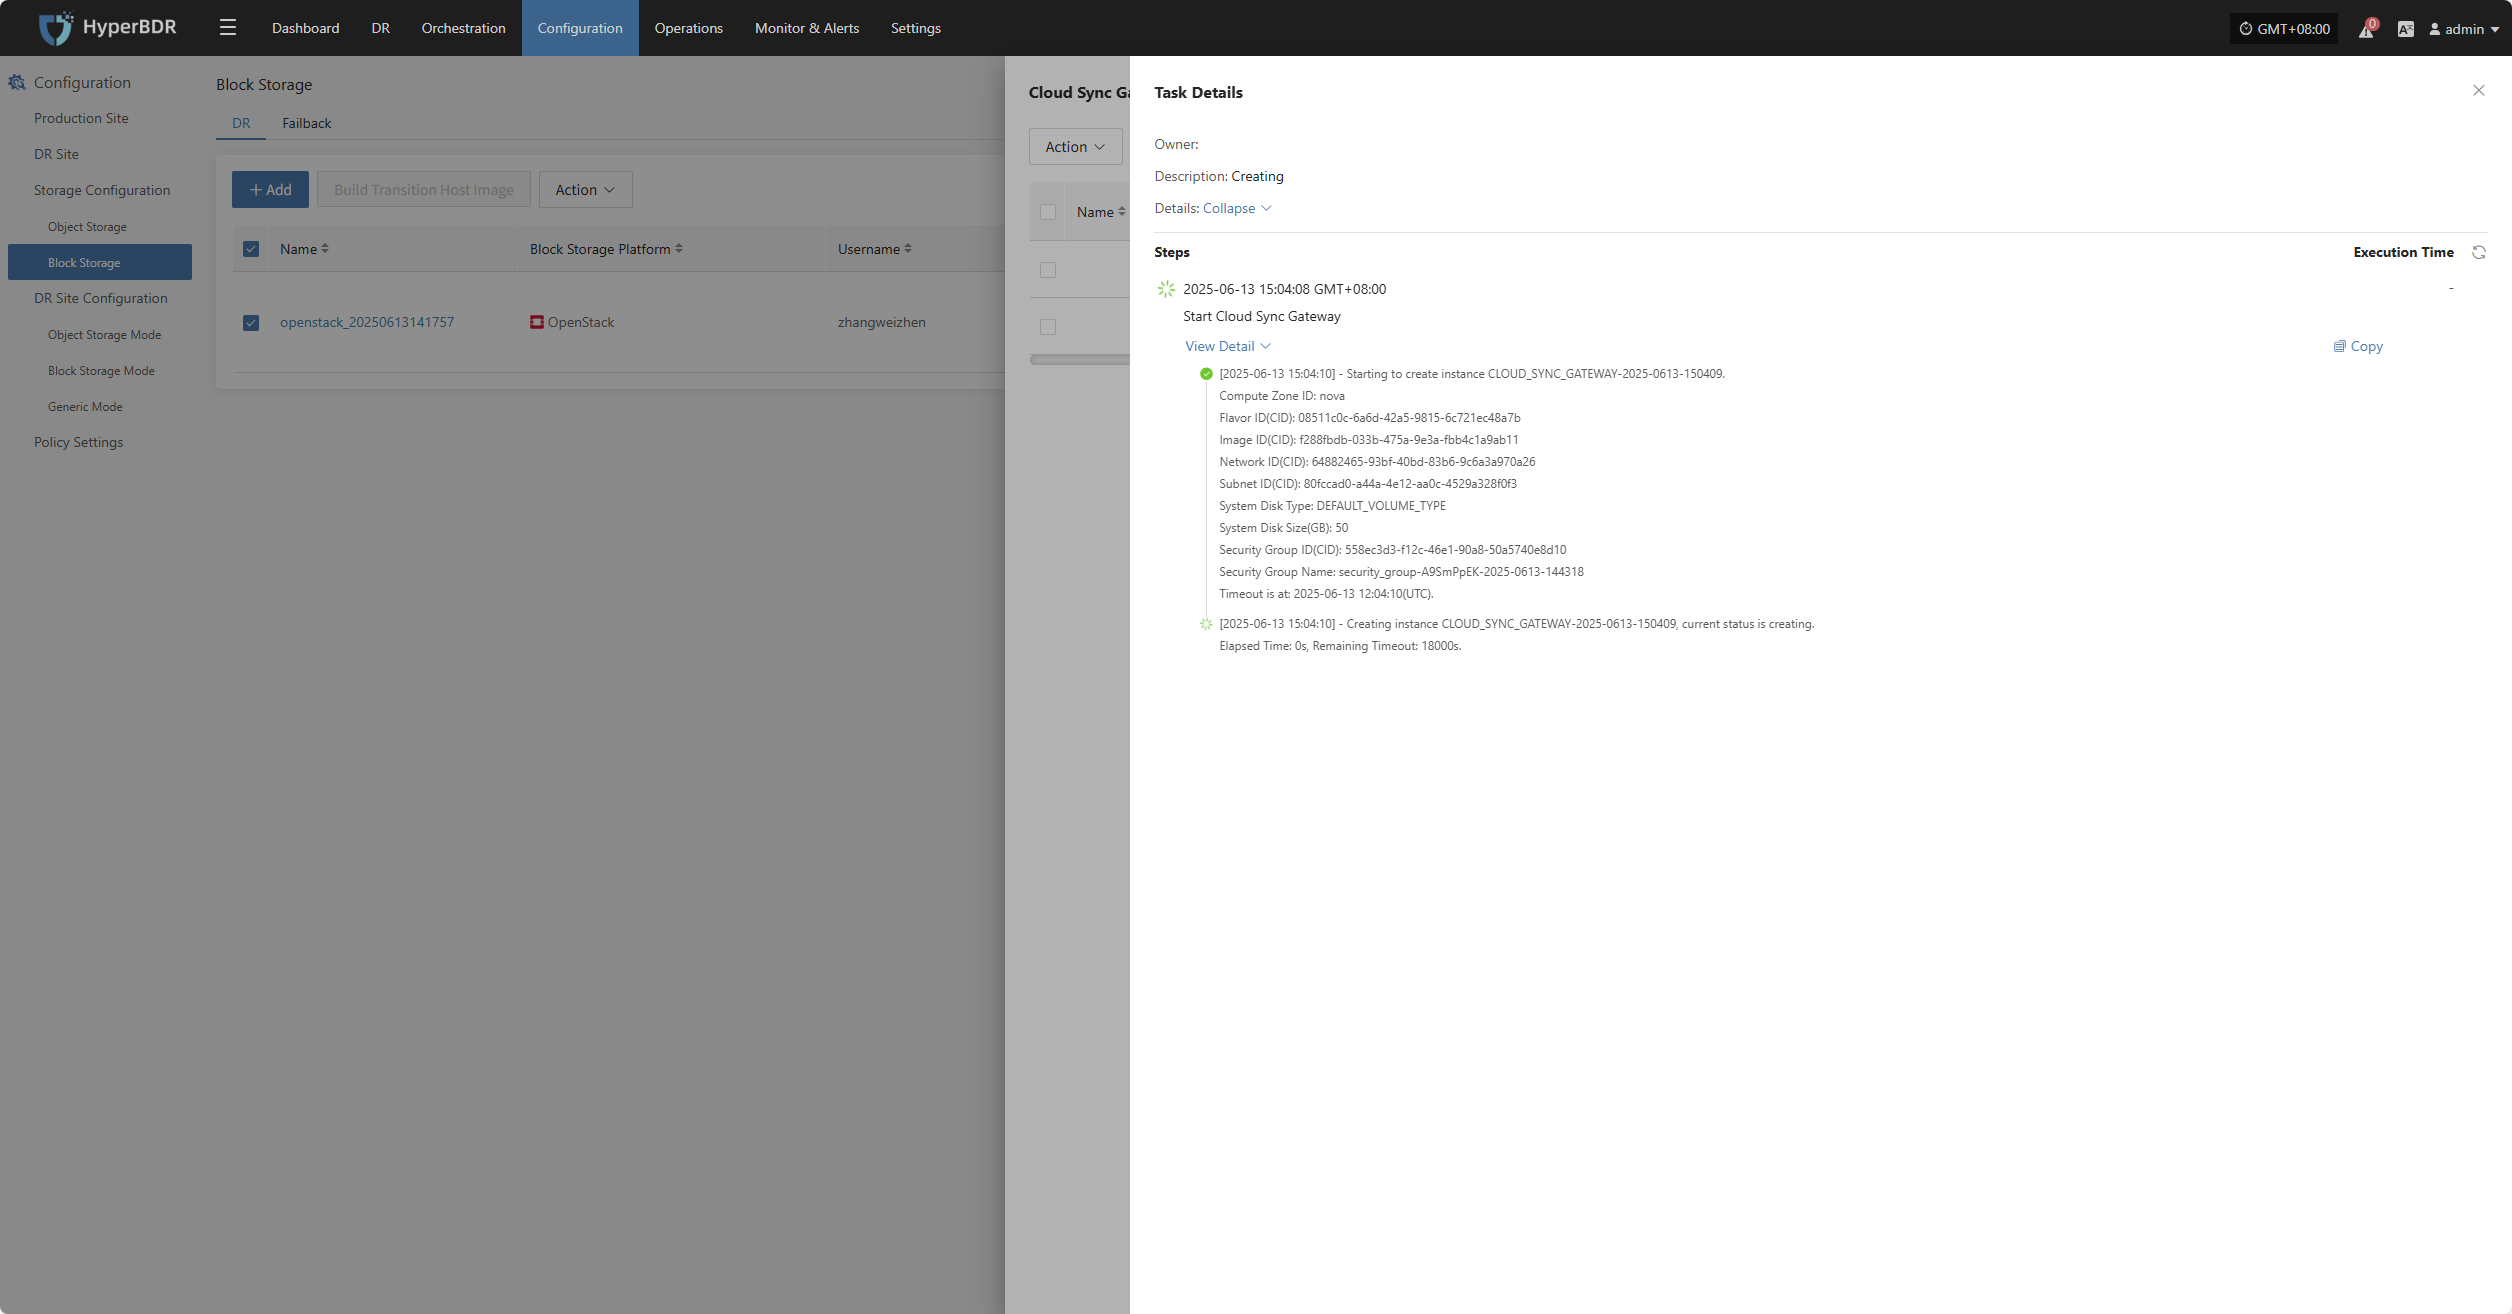 HyperBDR
Dashboard
DR
Orchestration
Configuration
Operations
Monitor & Alerts
Settings
GMT+08:00
0
admin
Configuration
Production Site
DR Site
Storage Configuration
Object Storage
Block Storage
DR Site Configuration
Object Storage Mode
Block Storage Mode
Generic Mode
Policy Settings
Block Storage
DR
Failback
+ Add
Build Transition Host Image
Action
Name
Block Storage Platform
Username
openstack_20250613141757
OpenStack
zhangweizhen
Cloud Sync Ga
Action
Name
Task Details
Owner:
Description: Creating
Details: Collapse
Steps
Execution Time
2025-06-13 15:04:08 GMT+08:00
-
Start Cloud Sync Gateway
View Detail
Copy
[2025-06-13 15:04:10] - Starting to create instance CLOUD_SYNC_GATEWAY-2025-0613-150409.
Compute Zone ID: nova
Flavor ID(CID): 08511c0c-6a6d-42a5-9815-6c721ec48a7b
Image ID(CID): f288fbdb-033b-475a-9e3a-fbb4c1a9ab11
Network ID(CID): 64882465-93bf-40bd-83b6-9c6a3a970a26
Subnet ID(CID): 80fccad0-a44a-4e12-aa0c-4529a328f0f3
System Disk Type: DEFAULT_VOLUME_TYPE
System Disk Size(GB): 50
Security Group ID(CID): 558ec3d3-f12c-46e1-90a8-50a5740e8d10
Security Group Name: security_group-A9SmPpEK-2025-0613-144318
Timeout is at: 2025-06-13 12:04:10(UTC).
[2025-06-13 15:04:10] - Creating instance CLOUD_SYNC_GATEWAY-2025-0613-150409, current status is creating.
Elapsed Time: 0s, Remaining Timeout: 18000s.